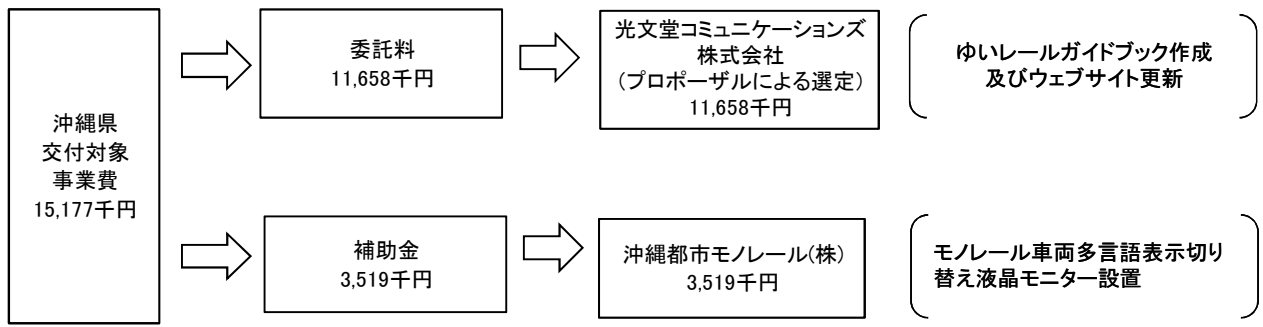 沖縄県
交付対象
事業費
15,177千円
委託料
11,658千円
光文堂コミュニケーションズ
株式会社
(プロポーザルによる選定)
11,658千円
ゆいレールガイドブック作成
及びウェブサイト更新
補助金
3,519千円
沖縄都市モノレール(株)
3,519千円
モノレール車両多言語表示切り
替え液晶モニター設置